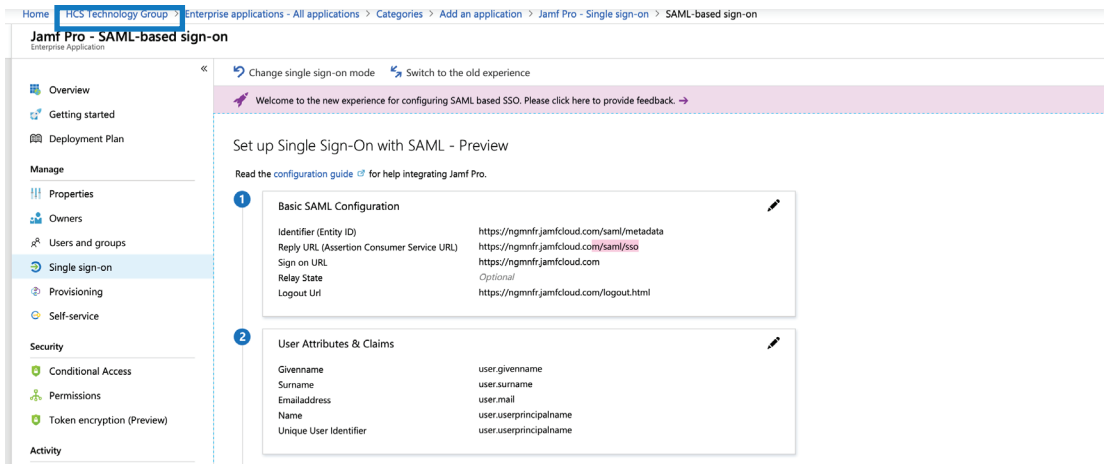 Home > HCS Technology Group > Enterprise applications - All applications > Categories > Add an application > Jamf Pro - Single sign-on > SAML-based sign-on
Jamf Pro - SAML-based sign-on
Enterprise Application
«
Change single sign-on mode Switch to the old experience
Welcome to the new experience for configuring SAML based SSO. Please click here to provide feedback. →
Overview
Getting started
Deployment Plan
Manage
Properties
Owners
Users and groups
Single sign-on
Provisioning
Self-service
Security
Conditional Access
Permissions
Token encryption (Preview)
Activity
Set up Single Sign-On with SAML - Preview
Read the configuration guide for help integrating Jamf Pro.
1
Basic SAML Configuration
Identifier (Entity ID) https://ngmnfr.jamfcloud.com/saml/metadata
Reply URL (Assertion Consumer Service URL) https://ngmnfr.jamfcloud.com/saml/sso
Sign on URL https://ngmnfr.jamfcloud.com
Relay State Optional
Logout Url https://ngmnfr.jamfcloud.com/logout.html
2
User Attributes & Claims
Givenname user.givenname
Surname user.surname
Emailaddress user.mail
Name user.userprincipalname
Unique User Identifier user.userprincipalname